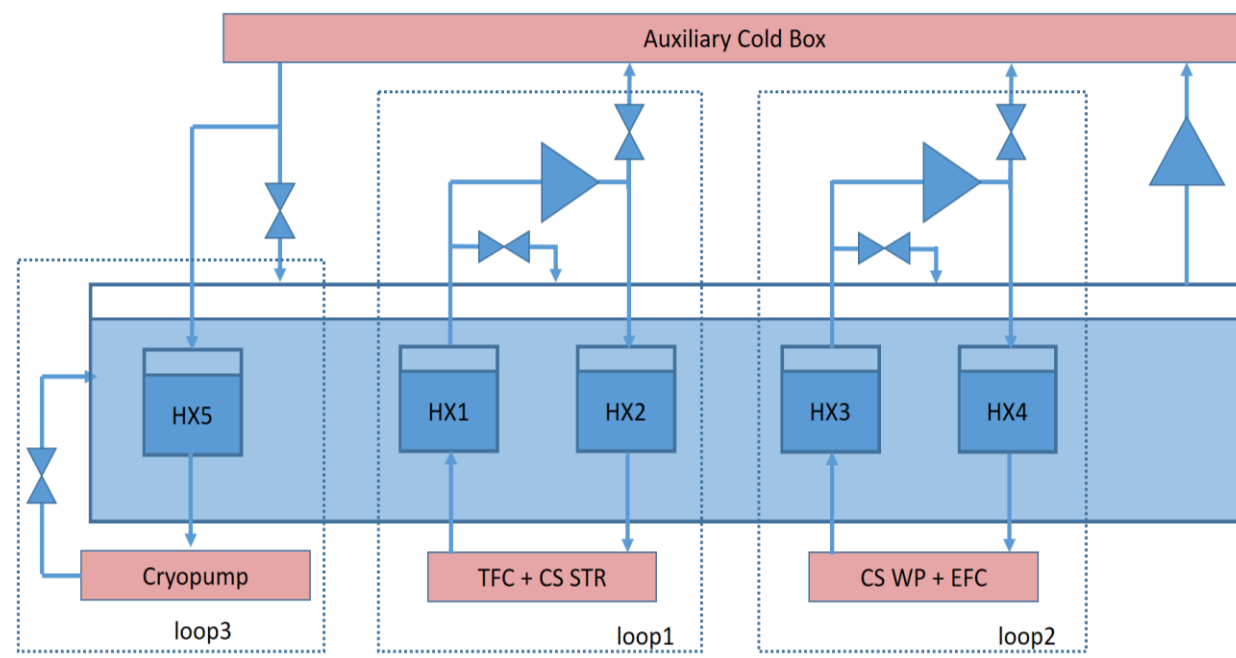 Auxiliary Cold Box
HX5
HX1
HX2
HX3
HX4
Cryopump
TFC + CS STR
CS WP + EFC
loop3
loop1
loop2